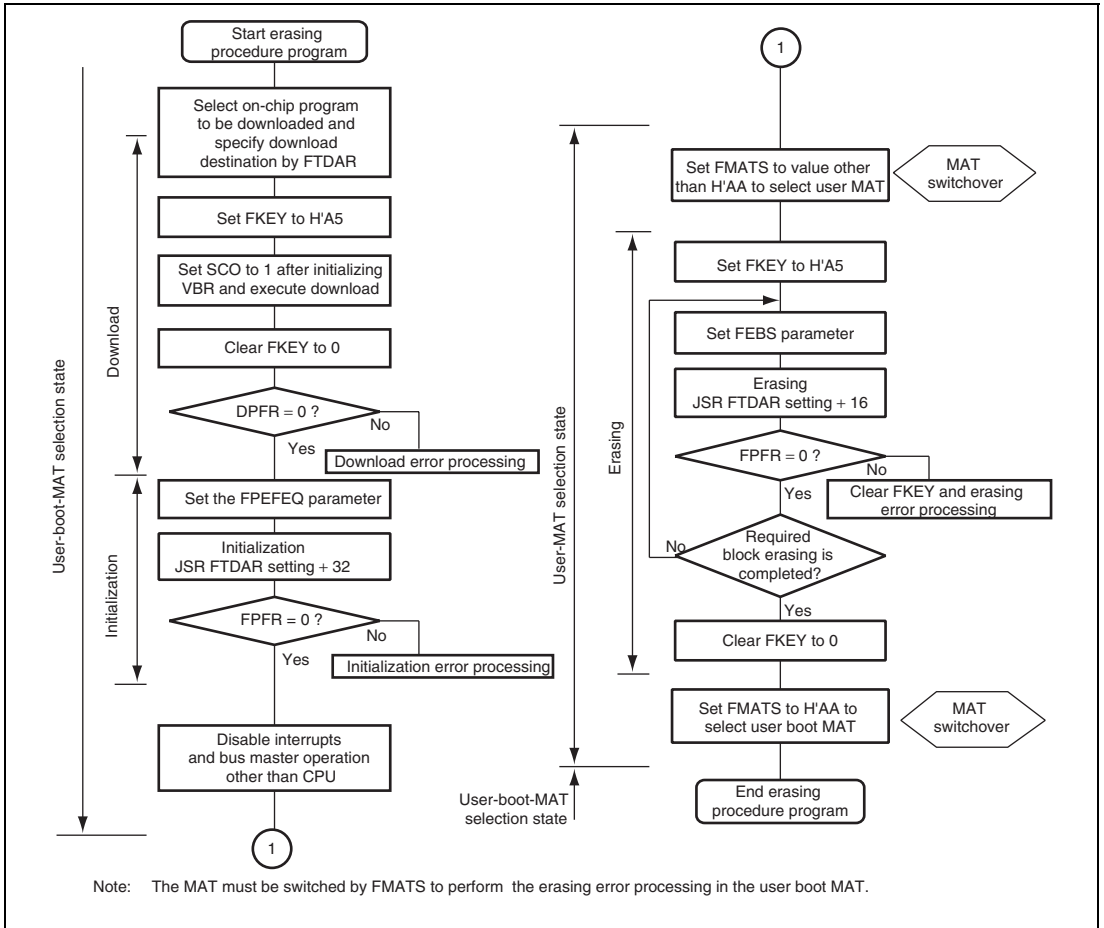 Start erasing
procedure program
Select on-chip program
to be downloaded and
specify download
destination by FTDAR
Set FKEY to H'A5
Set SCO to 1 after initializing
VBR and execute download
Clear FKEY to 0
DPFR = 0 ?
No
Yes
Download error processing
Set the FPEFEQ parameter
Initialization
JSR FTDAR setting + 32
FPFR = 0 ?
No
Yes
Initialization error processing
Disable interrupts
and bus master operation
other than CPU
1
User-boot-MAT selection state
Download
Initialization
1
Set FMATS to value other
than H'AA to select user MAT
MAT
switchover
Set FKEY to H'A5
Set FEBS parameter
Erasing
JSR FTDAR setting + 16
FPFR = 0 ?
No
Yes
Clear FKEY and erasing
error processing
Required
block erasing is
completed?
No
Yes
Clear FKEY to 0
Set FMATS to H'AA to
select user boot MAT
MAT
switchover
End erasing
procedure program
User-MAT selection state
Erasing
User-boot-MAT
selection state
Note: The MAT must be switched by FMATS to perform the erasing error processing in the user boot MAT.